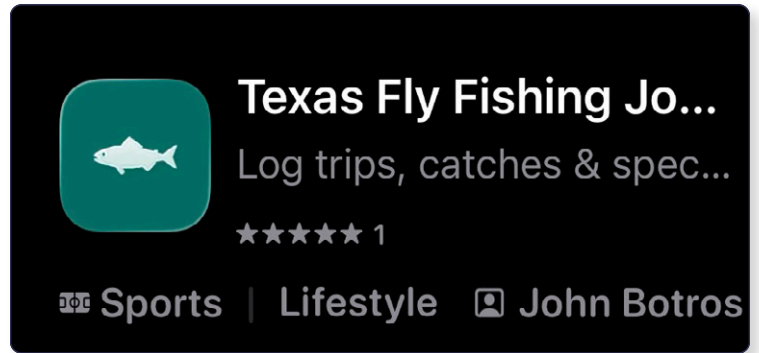 Texas Fly Fishing Jo...
Log trips, catches & spec...
1
Sports Lifestyle John Botros